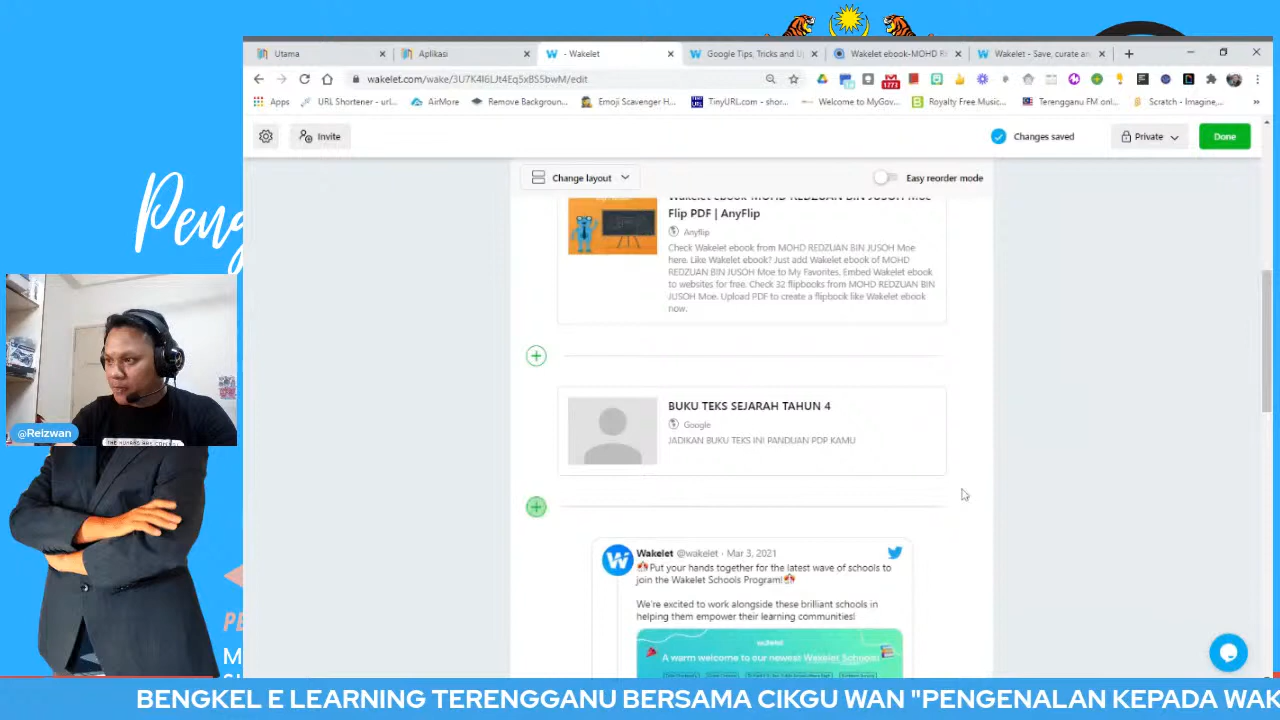 Utama
Aplikasi
- Wakelet
Google Tips, Tricks and U
Wakelet ebook-MOHD R
Wakelet - Save, curate an
wakelet.com/wake/3U7K4I6LJt4Eq5xBS5bwM/edit
Apps
URL Shortener - url...
AirMore
Remove Backgroun...
Emoji Scavenger H...
TinyURL.com - shor...
Welcome to MyGov...
Royalty Free Music...
Terengganu FM onl...
Scratch - Imagine,...
Invite
Changes saved
Private
Done
Change layout
Easy reorder mode
Wakelet ebook-MOHD REDZUAN BIN JUSOH Moe
Flip PDF | AnyFlip
Anyflip
Check Wakelet ebook from MOHD REDZUAN BIN JUSOH Moe
here. Like Wakelet ebook? Just add Wakelet ebook of MOHD
REDZUAN BIN JUSOH Moe to My Favorites. Embed Wakelet ebook
to websites for free. Check 32 flipbooks from MOHD REDZUAN BIN
JUSOH Moe. Upload PDF to create a flipbook like Wakelet ebook
now.
BUKU TEKS SEJARAH TAHUN 4
Google
JADIKAN BUKU TEKS INI PANDUAN PDP KAMU
Wakelet @wakelet · Mar 3, 2021
Put your hands together for the latest wave of schools to
join the Wakelet Schools Program!
We're excited to work alongside these brilliant schools in
helping them empower their learning communities!
wakelet
A warm welcome to our newest Wakelet Schools!
Peng
@Reizwan
PE
M
BENGKEL E LEARNING TERENGGANU BERSAMA CIKGU WAN "PENGENALAN KEPADA WAK